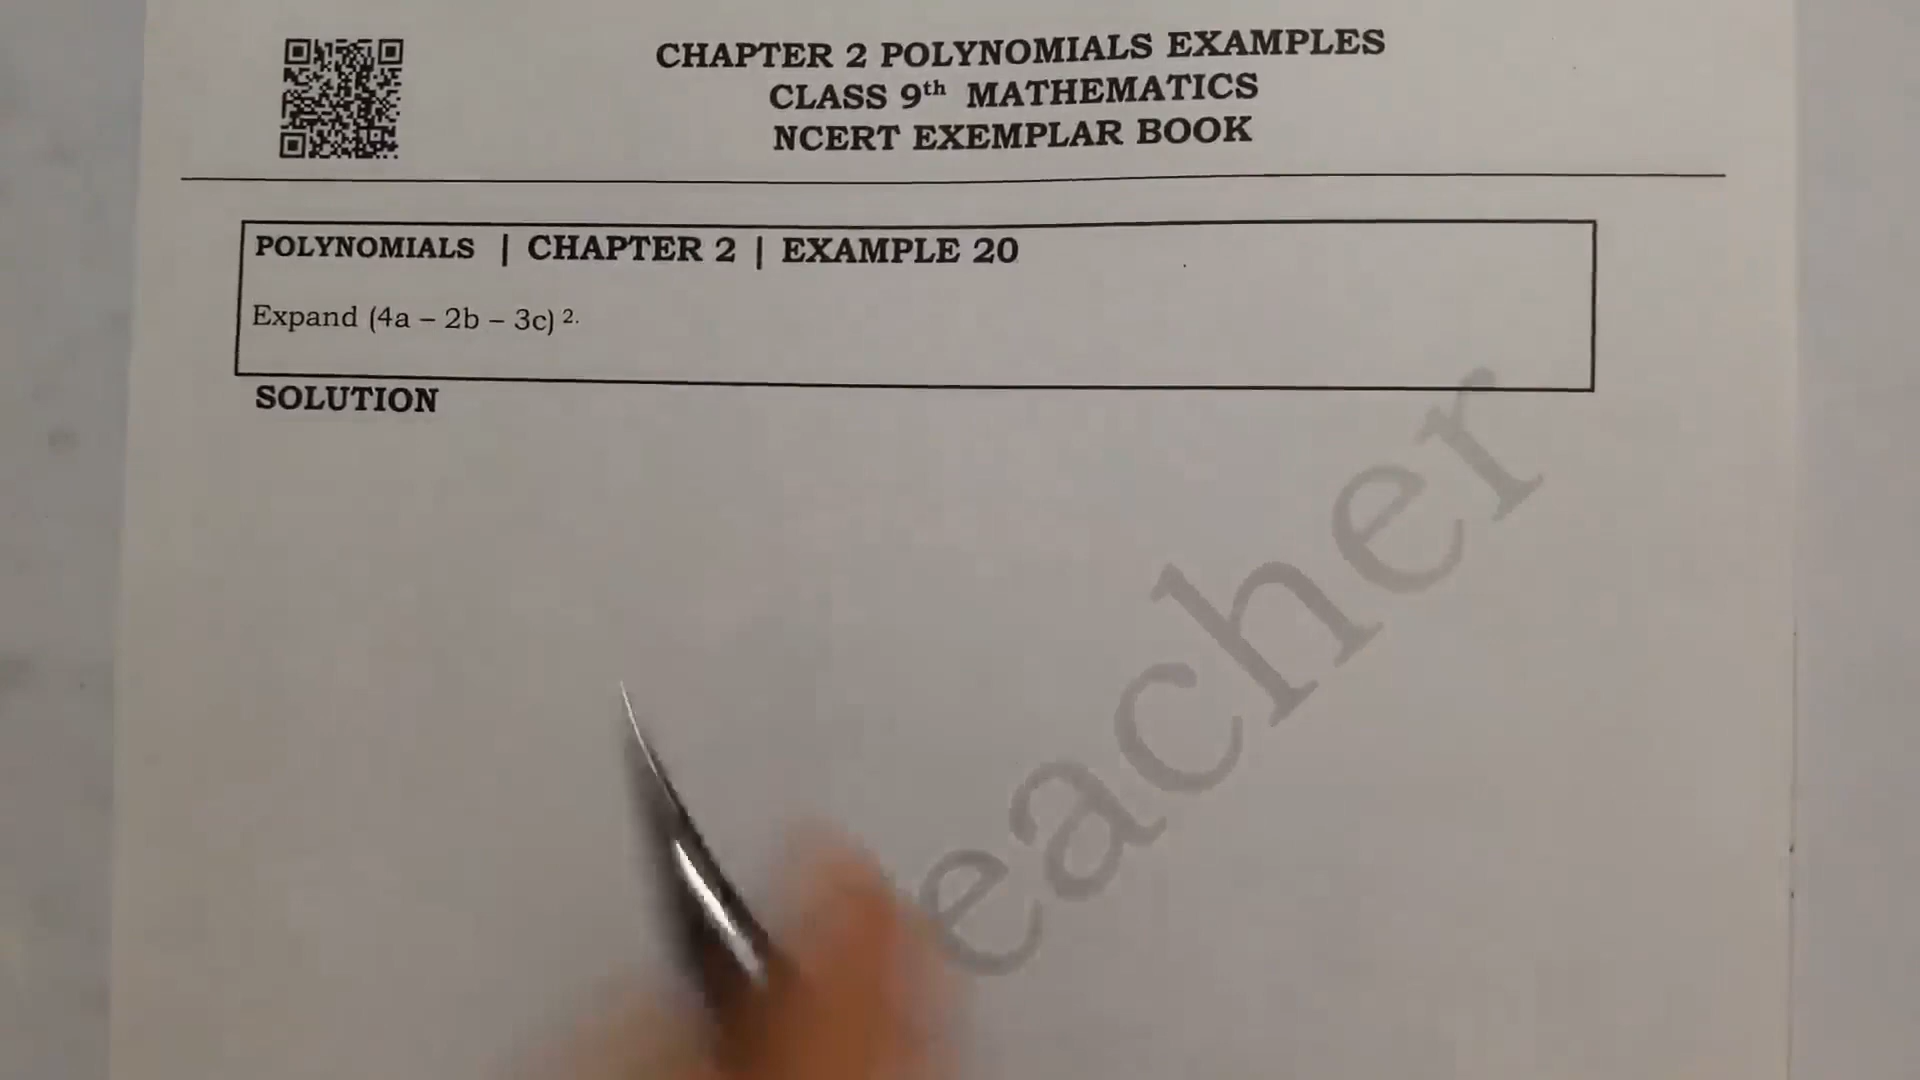 CHAPTER 2 POLYNOMIALS EXAMPLES
CLASS 9th MATHEMATICS
NCERT EXEMPLAR BOOK
POLYNOMIALS | CHAPTER 2 | EXAMPLE 20
Expand (4a – 2b – 3c) 2.
SOLUTION
eacher